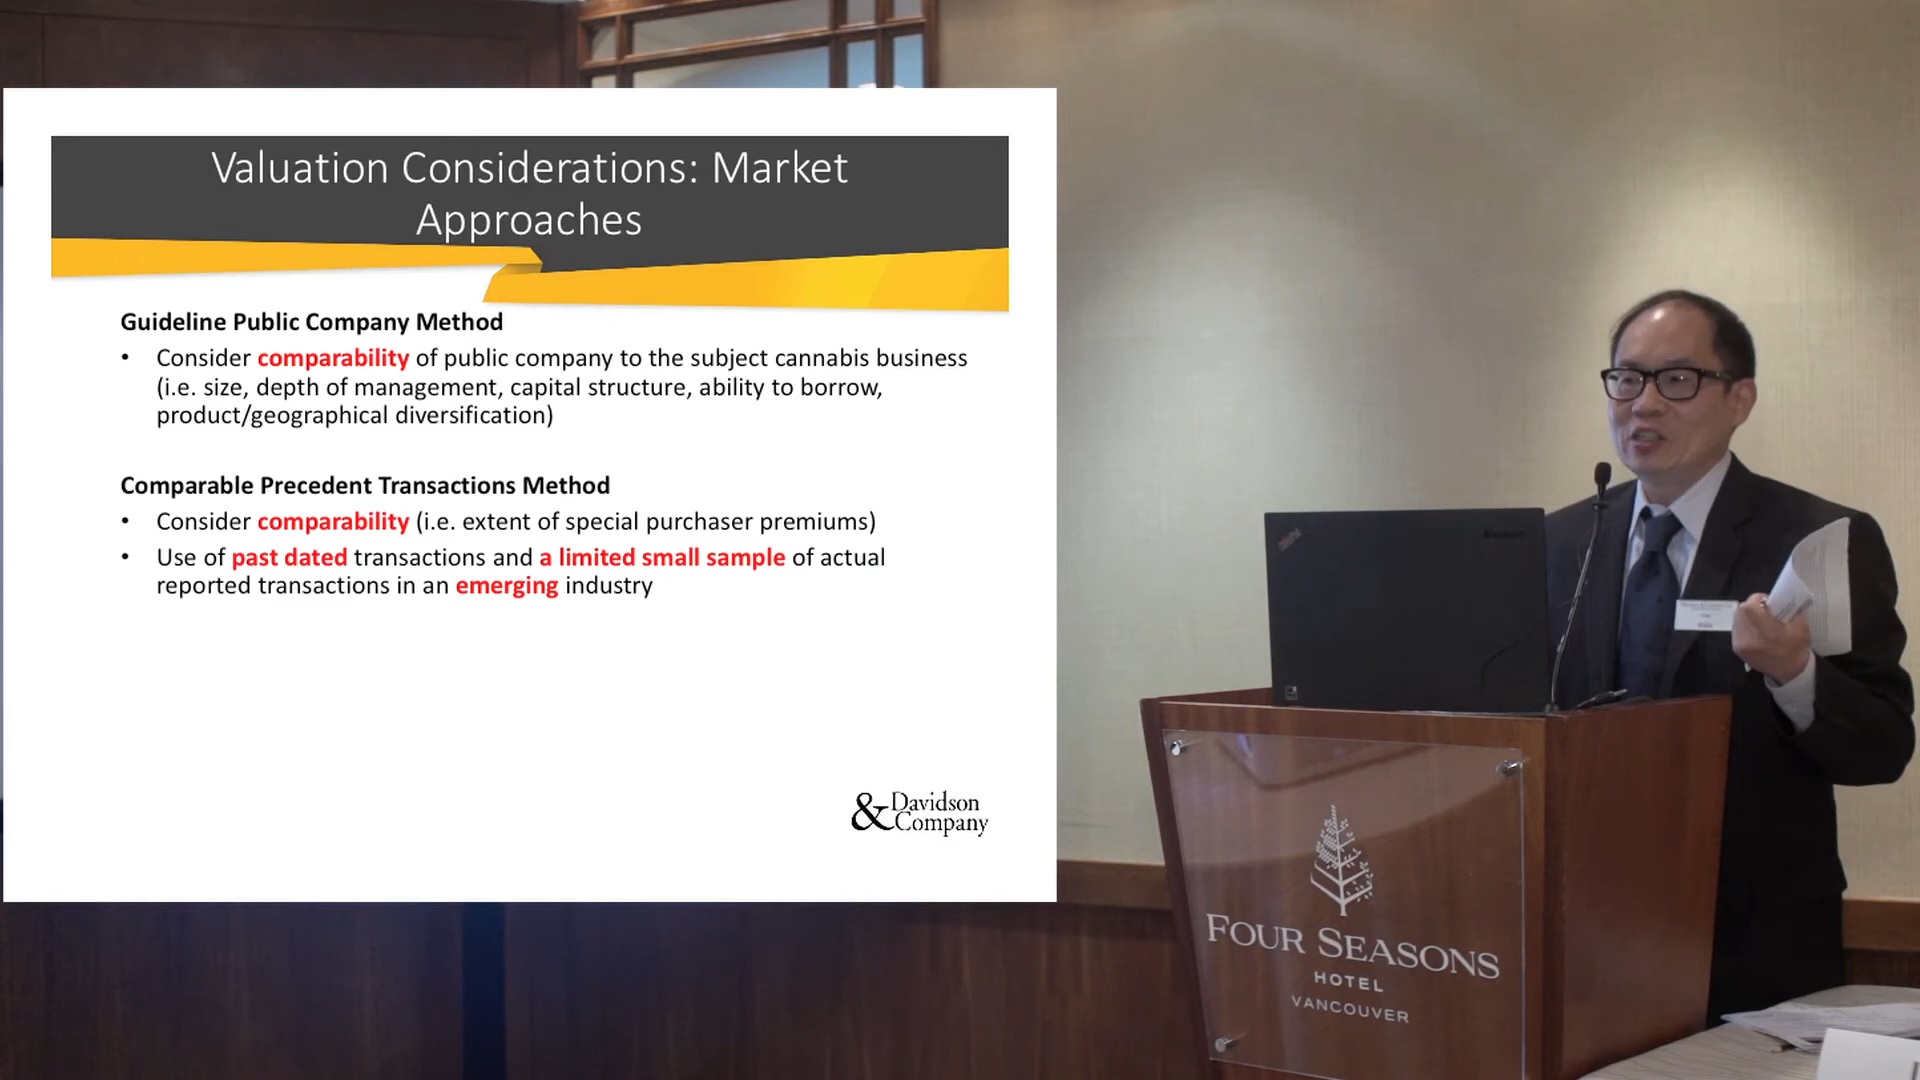 Valuation Considerations: Market
Approaches
Guideline Public Company Method
• Consider comparability of public company to the subject cannabis business
(i.e. size, depth of management, capital structure, ability to borrow,
product/geographical diversification)
Comparable Precedent Transactions Method
• Consider comparability (i.e. extent of special purchaser premiums)
• Use of past dated transactions and a limited small sample of actual
reported transactions in an emerging industry
& Davidson
Company
FOUR SEASONS
HOTEL
VANCOUVER